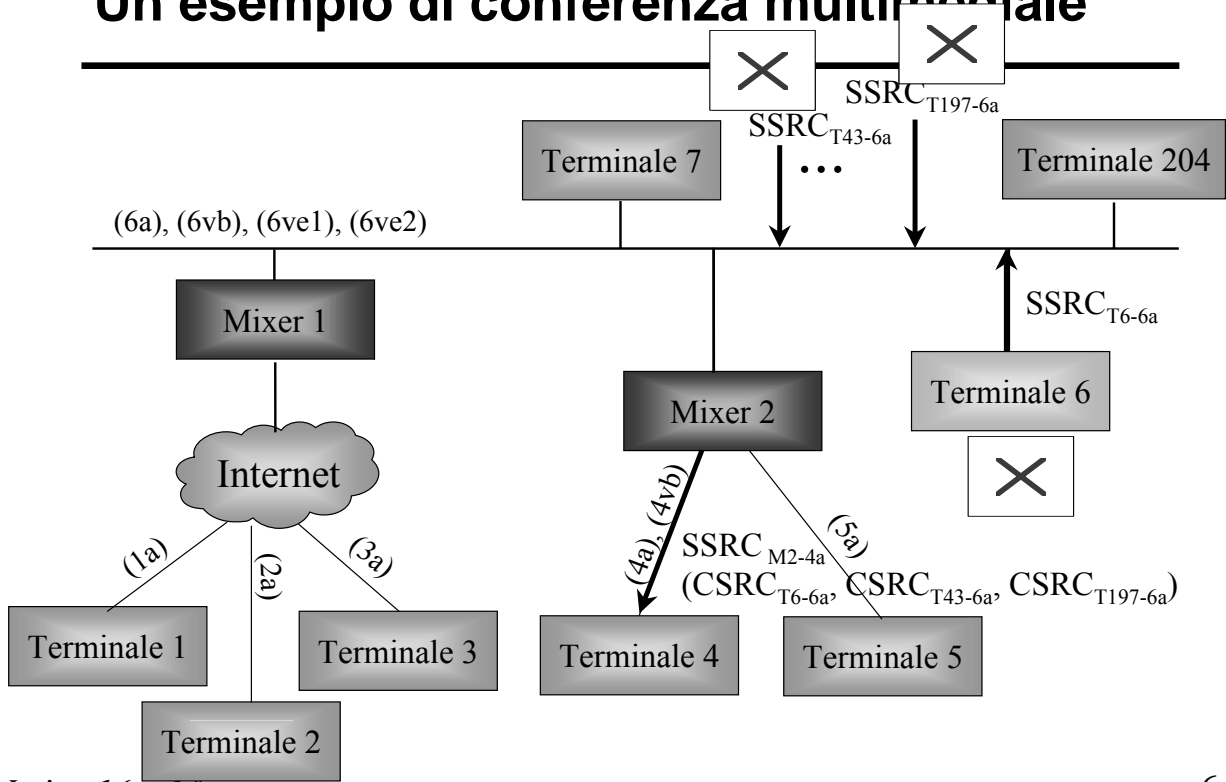 Un esempio di conferenza
SSRC T197-6a
SSRC T43-6a
Terminale 7
...
Terminale 204
(6a), (6vb), (6ve1), (6ve2)
Mixer 1
SSRC T6-6a
Mixer 2
Terminale 6
Internet
(4a), (4vb)
(5a)
(1a)
(2a)
(3a)
SSRC M2-4a
(CSRC T6-6a, CSRC T43-6a, CSRC T197-6a)
Terminale 1
Terminale 3
Terminale 4
Terminale 5
Terminale 2